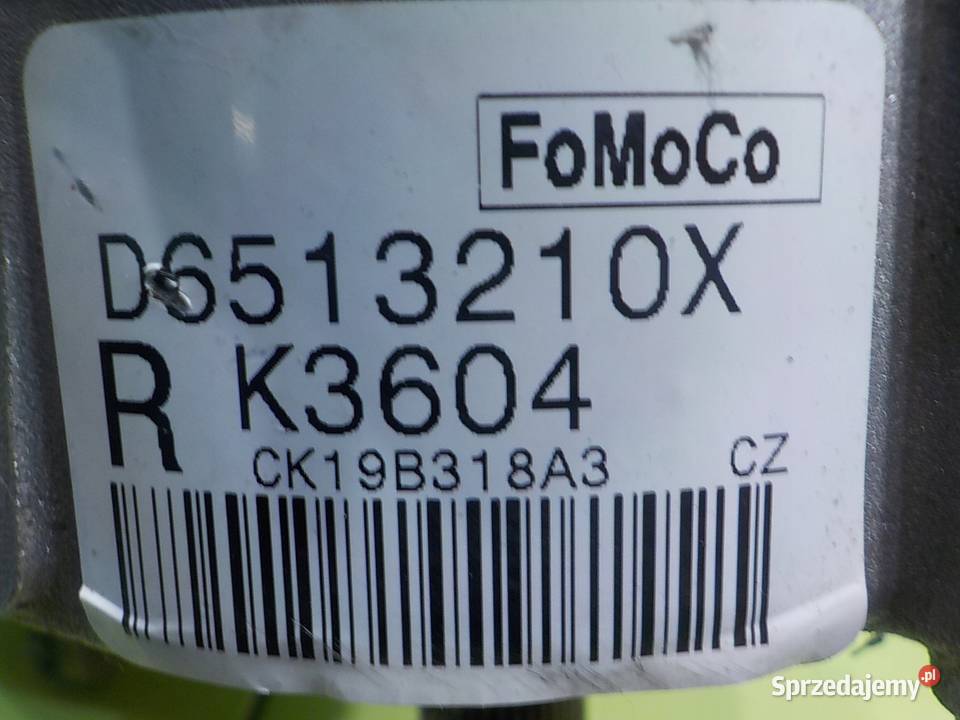 FoMoCo
D6513210X
R K3604
CK19B318A3 CZ
Sprzedajemy.pl